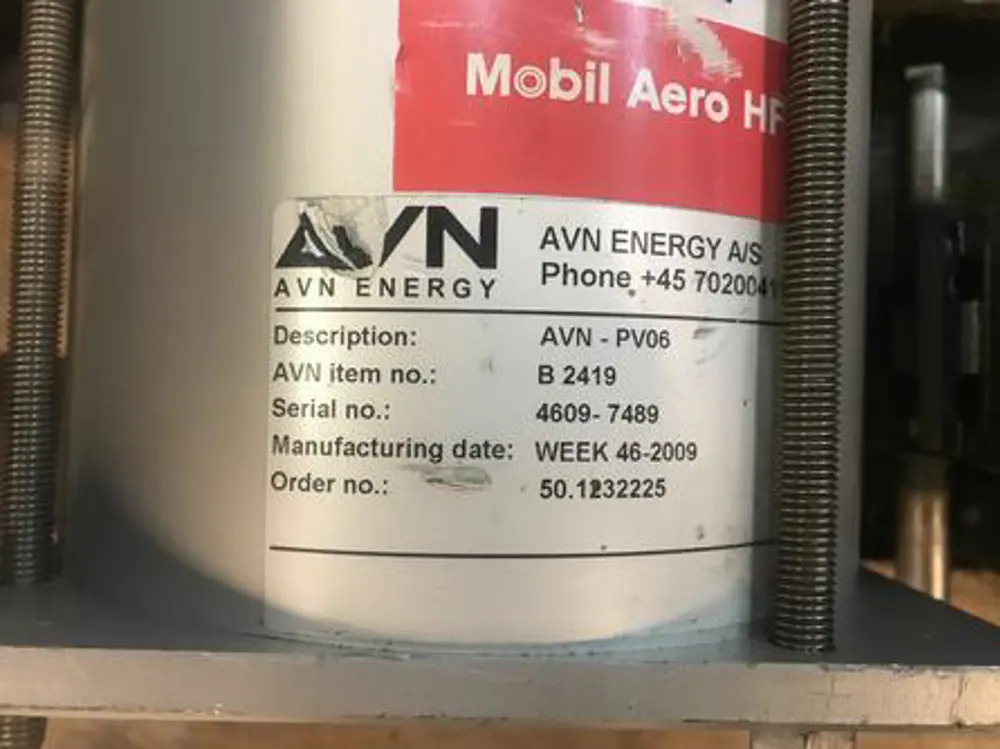 Mobil Aero HF
AVN
AVN ENERGY
AVN ENERGY A/S
Phone +45 7020041
Description: AVN - PV06
AVN item no.: B 2419
Serial no.: 4609- 7489
Manufacturing date: WEEK 46-2009
Order no.: 50.1232225